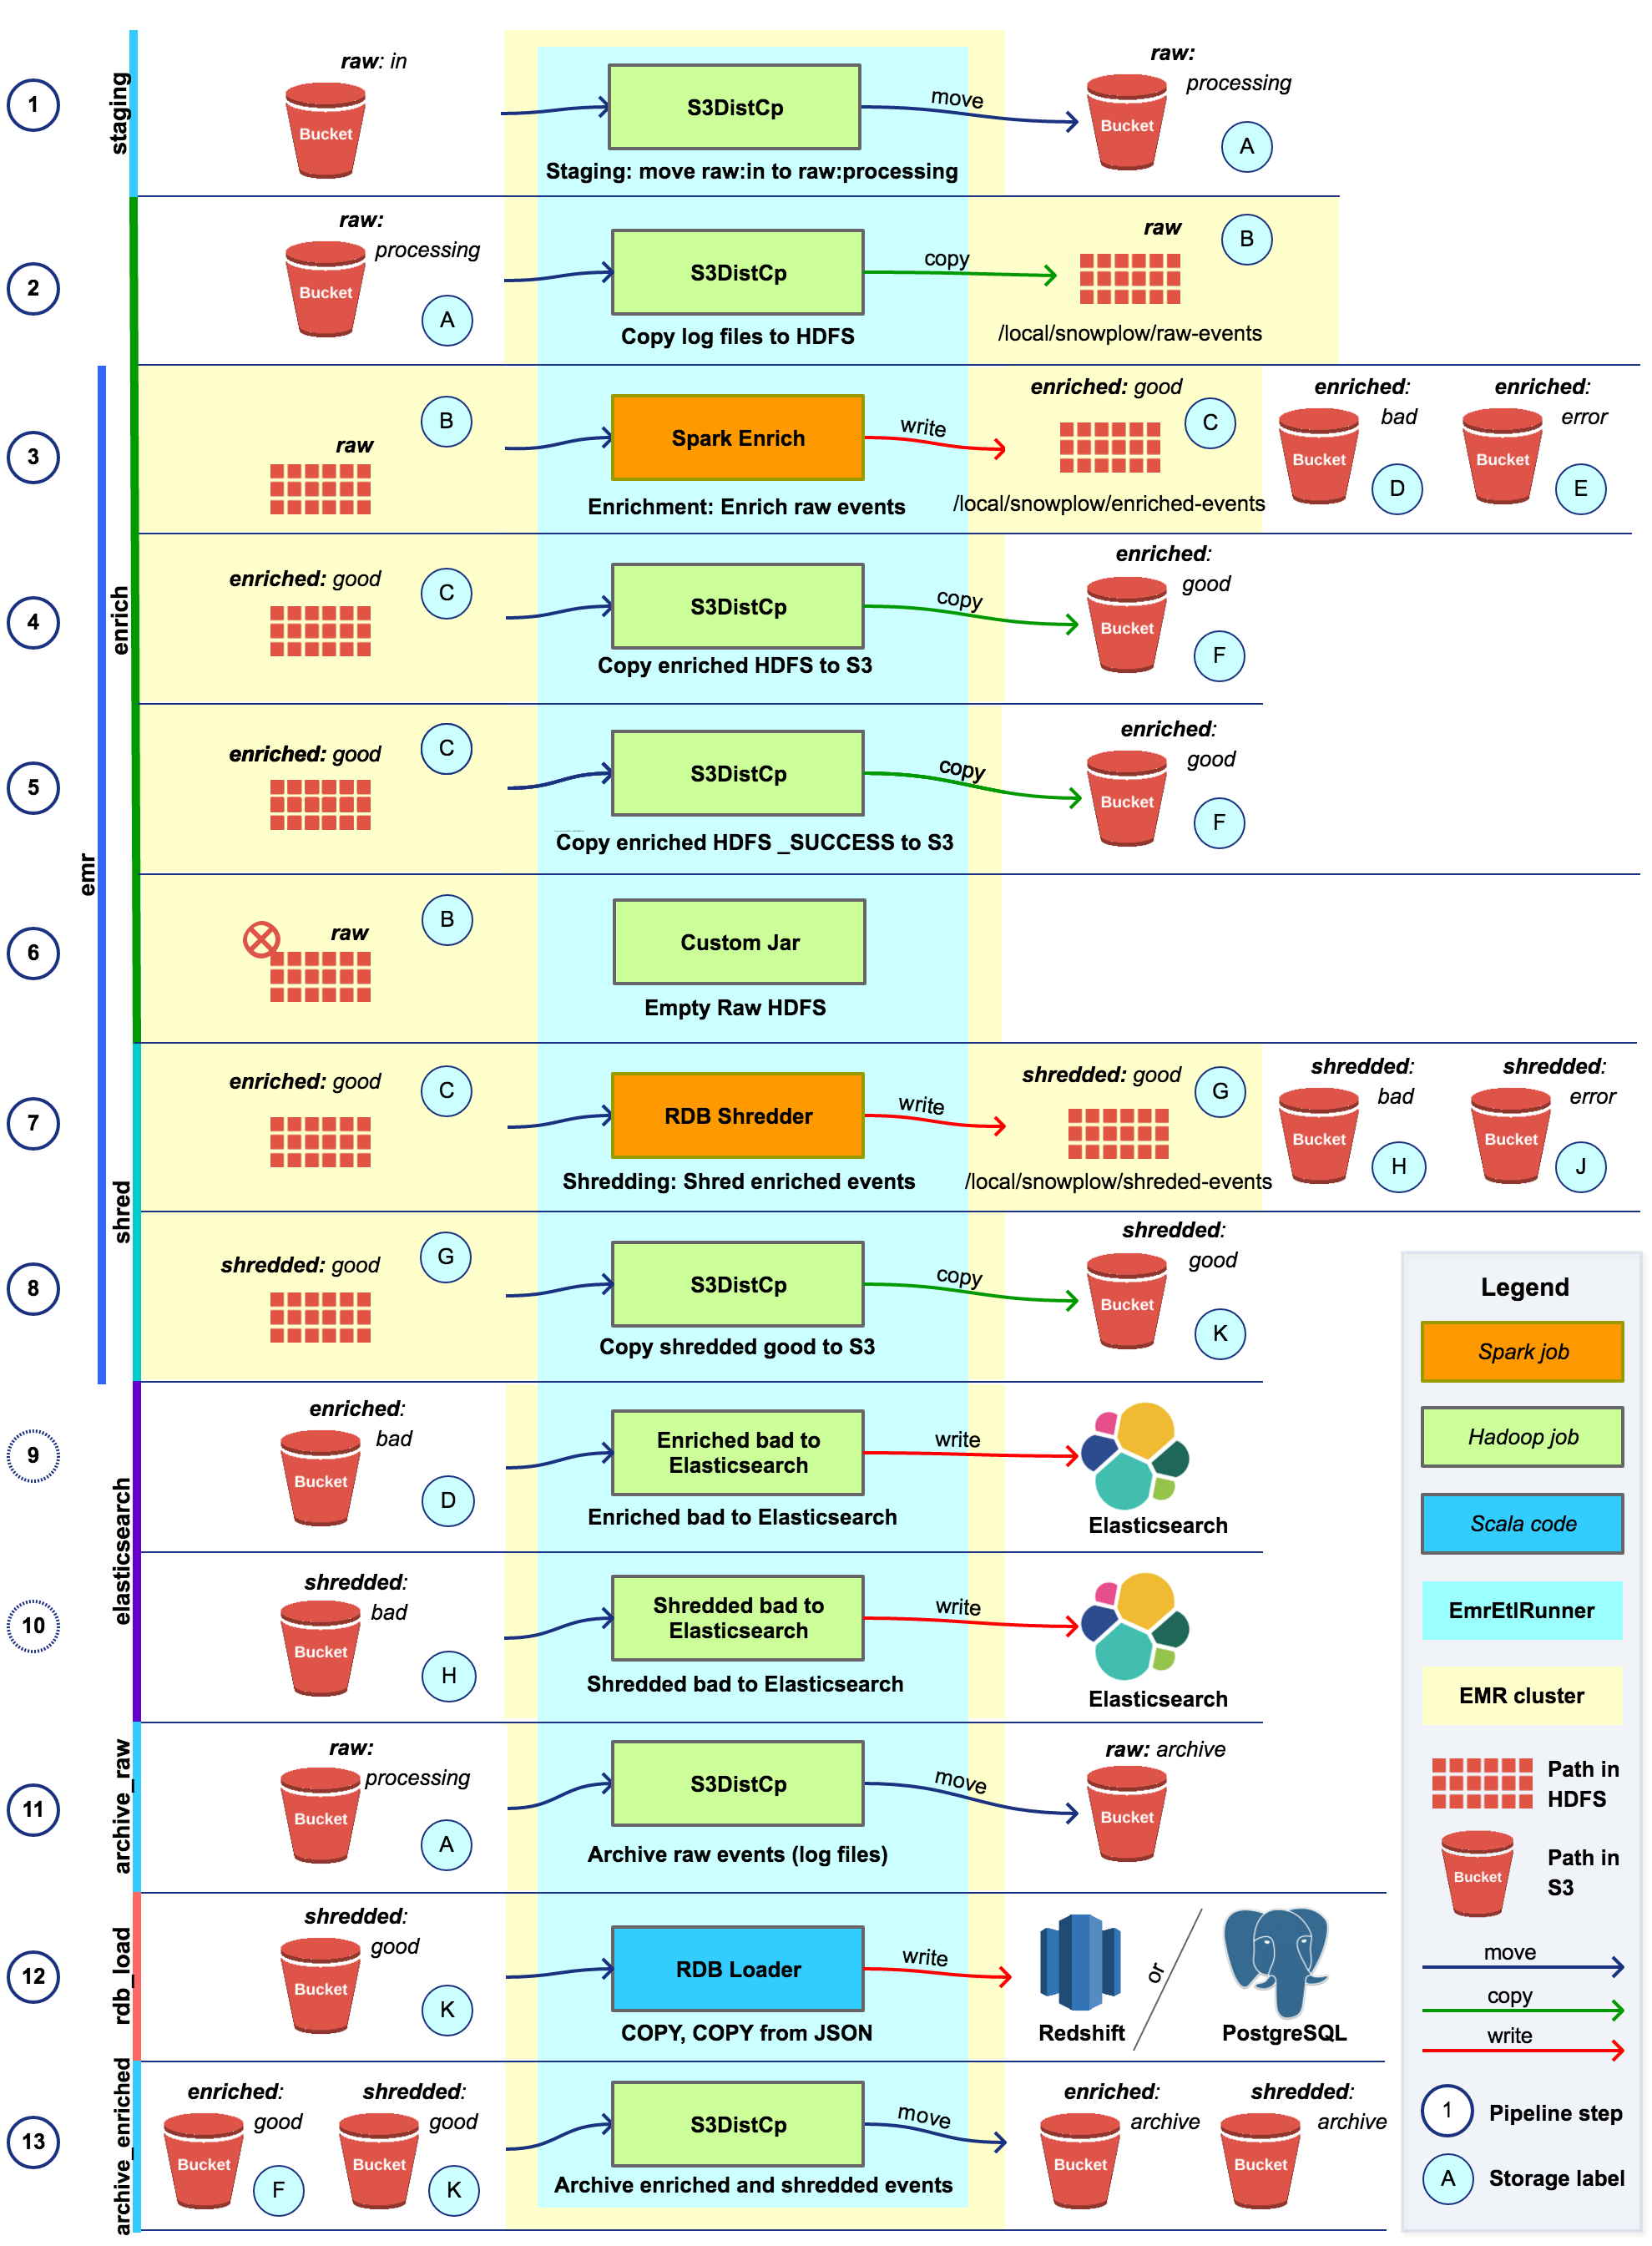 1
staging
raw: in
Bucket
S3DistCp
move
Staging: move raw:in to raw:processing
raw:
processing
Bucket
A
2
raw:
processing
Bucket
A
S3DistCp
copy
Copy log files to HDFS
raw
B
/local/snowplow/raw-events
emr
enrich
3
raw
B
Spark Enrich
write
Enrichment: Enrich raw events
enriched: good
C
/local/snowplow/enriched-events
enriched:
bad
Bucket
D
enriched:
error
Bucket
E
4
enriched: good
C
S3DistCp
copy
Copy enriched HDFS to S3
enriched:
good
Bucket
F
5
enriched: good
C
S3DistCp
copy
Copy enriched HDFS _SUCCESS to S3
enriched:
good
Bucket
F
6
raw
B
Custom Jar
Empty Raw HDFS
shred
7
enriched: good
C
RDB Shredder
write
Shredding: Shred enriched events
shredded: good
G
/local/snowplow/shreded-events
shredded:
bad
Bucket
H
shredded:
error
Bucket
J
8
shredded: good
G
S3DistCp
copy
Copy shredded good to S3
shredded:
good
Bucket
K
elasticsearch
9
enriched:
bad
Bucket
D
Enriched bad to
Elasticsearch
write
Enriched bad to Elasticsearch
Elasticsearch
10
shredded:
bad
Bucket
H
Shredded bad to
Elasticsearch
write
Shredded bad to Elasticsearch
Elasticsearch
archive_raw
11
raw:
processing
Bucket
A
S3DistCp
move
Archive raw events (log files)
raw: archive
Bucket
rdb_load
12
shredded:
good
Bucket
K
RDB Loader
write
COPY, COPY from JSON
Redshift
or
PostgreSQL
archive_enriched
13
enriched:
good
Bucket
F
shredded:
good
Bucket
K
S3DistCp
move
Archive enriched and shredded events
enriched:
archive
Bucket
shredded:
archive
Bucket
Legend
Spark job
Hadoop job
Scala code
EmrEtlRunner
EMR cluster
Path in
HDFS
Bucket
Path in
S3
move
copy
write
1
Pipeline step
A
Storage label